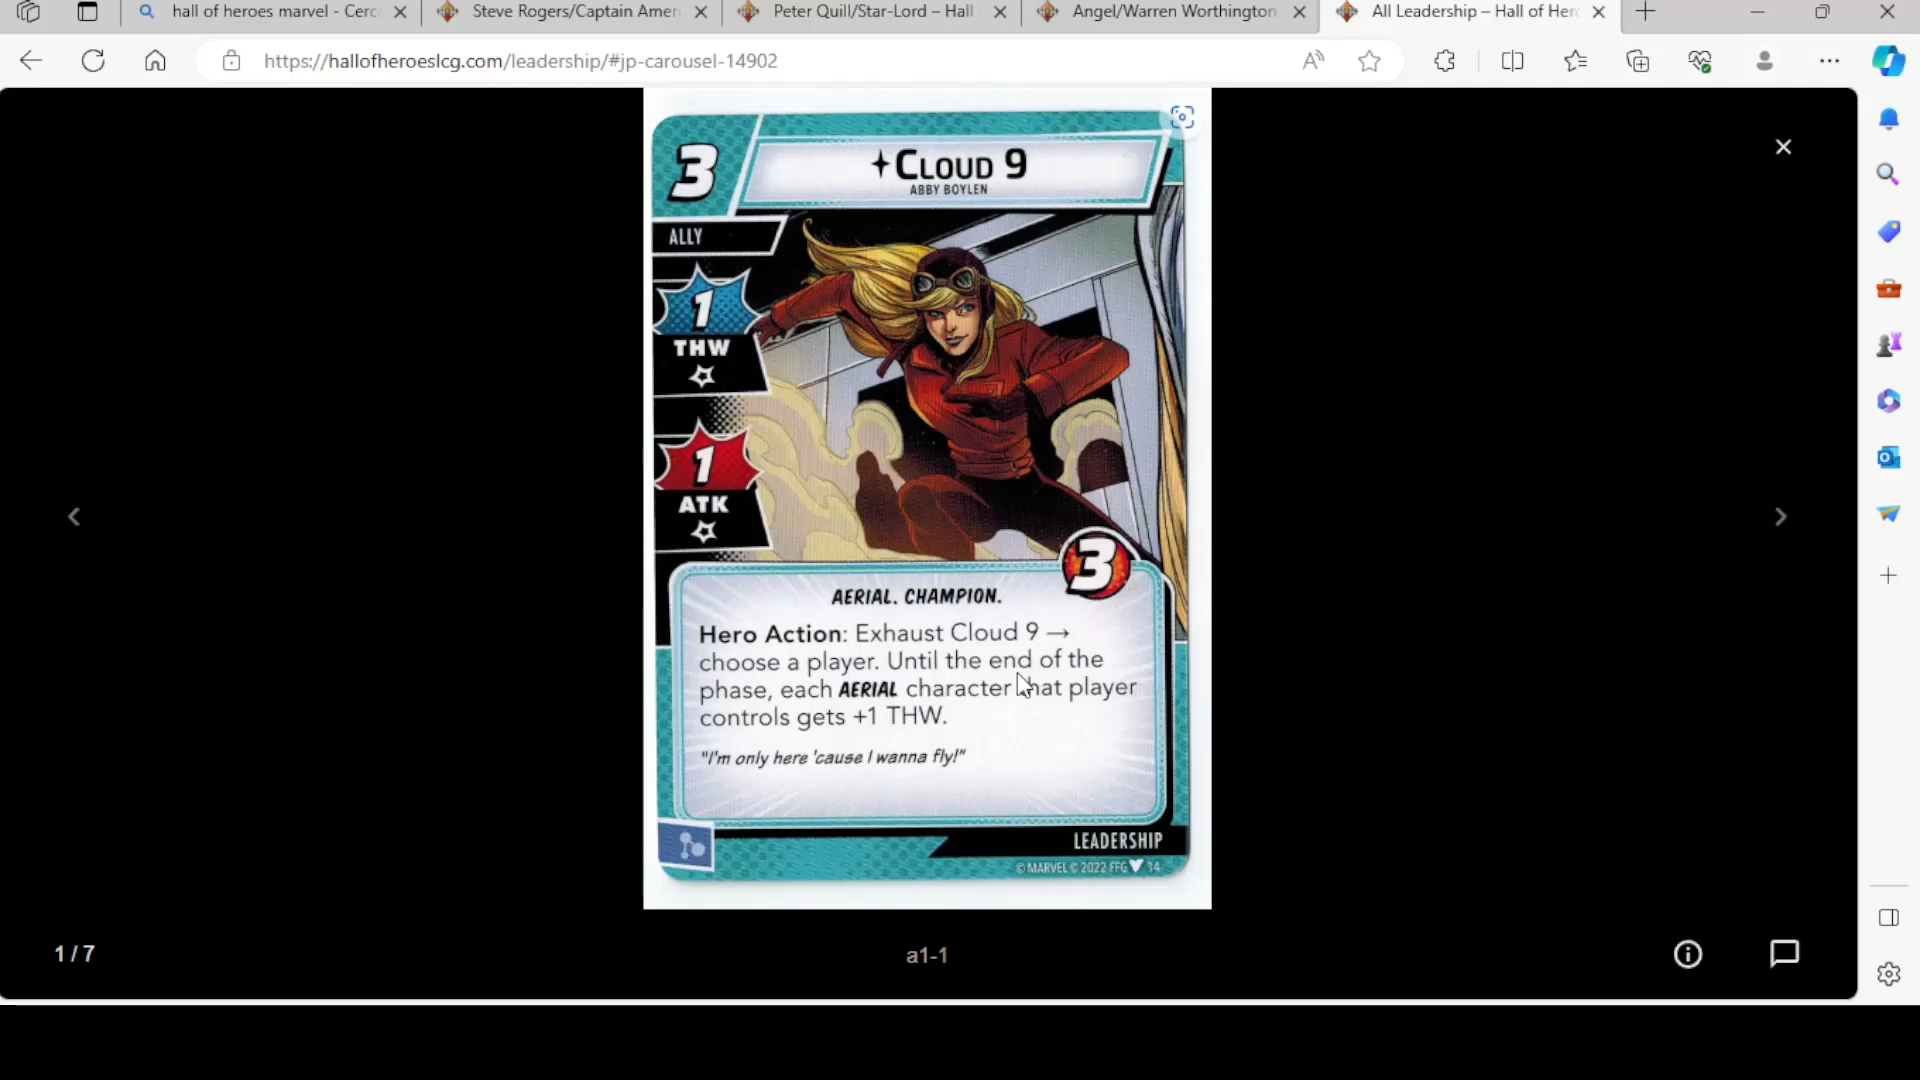 hall of heroes marvel - Cerc
Steve Rogers/Captain Ameri
Peter Quill/Star-Lord – Hall
Angel/Warren Worthington
All Leadership – Hall of Her
https://hallofheroeslcg.com/leadership/#jp-carousel-14902
3
CLOUD 9
ABBY BOYLEN
ALLY
1
THW
1
ATK
3
AERIAL. CHAMPION.
Hero Action: Exhaust Cloud 9 →
choose a player. Until the end of the
phase, each AERIAL character that player
controls gets +1 THW.
"I'm only here 'cause I wanna fly!"
LEADERSHIP
© MARVEL © 2022 FFG 14
1 / 7
a1-1